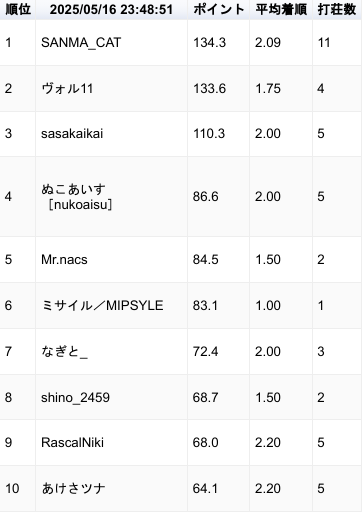 順位 2025/05/16 23:48:51 ポイント 平均着順 打荘数
1 SANMA_CAT 134.3 2.09 11
2 ヴォル11 133.6 1.75 4
3 sasakaikai 110.3 2.00 5
4 ぬこあいす 86.6 2.00 5
［nukoaisu］
5 Mr.nacs 84.5 1.50 2
6 ミサイル／MIPSYLE 83.1 1.00 1
7 なぎと_ 72.4 2.00 3
8 shino_2459 68.7 1.50 2
9 RascalNiki 68.0 2.20 5
10 あけさツナ 64.1 2.20 5